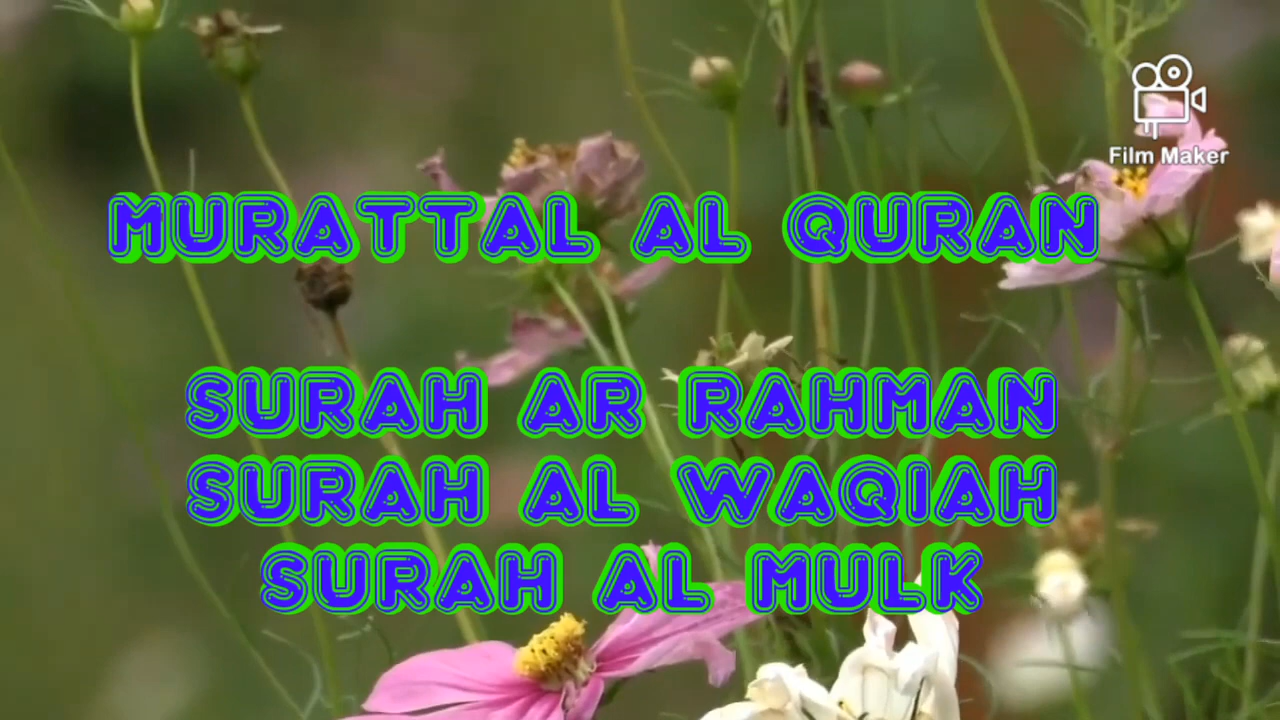 Film Maker
MURATTAL AL QURAN
SURAH AR RAHMAN
SURAH AL WAQIAH
SURAH AL MULK